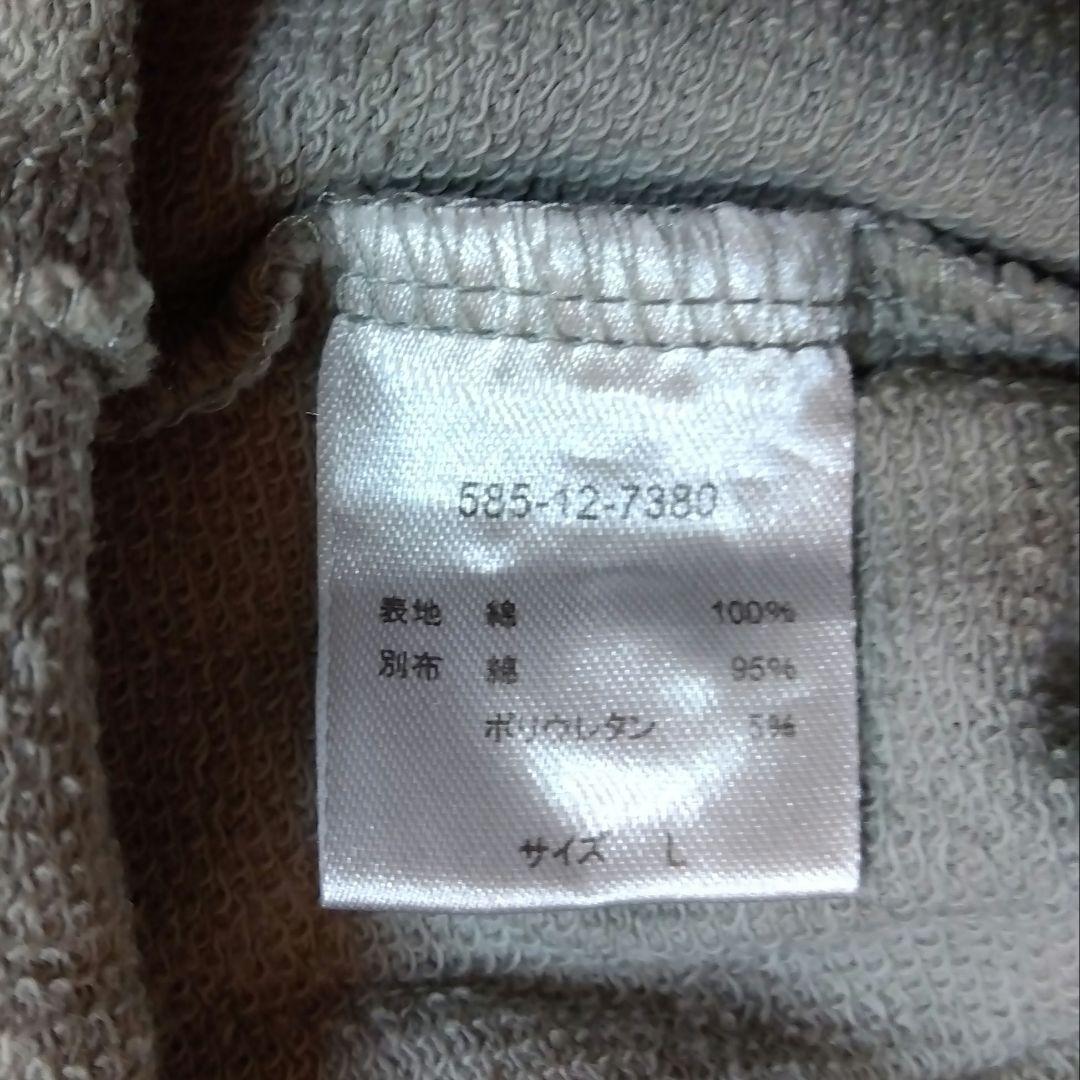 585-12-7380
表地 綿 100%
別布 綿 95%
ポリウレタン 5%
サイズ L